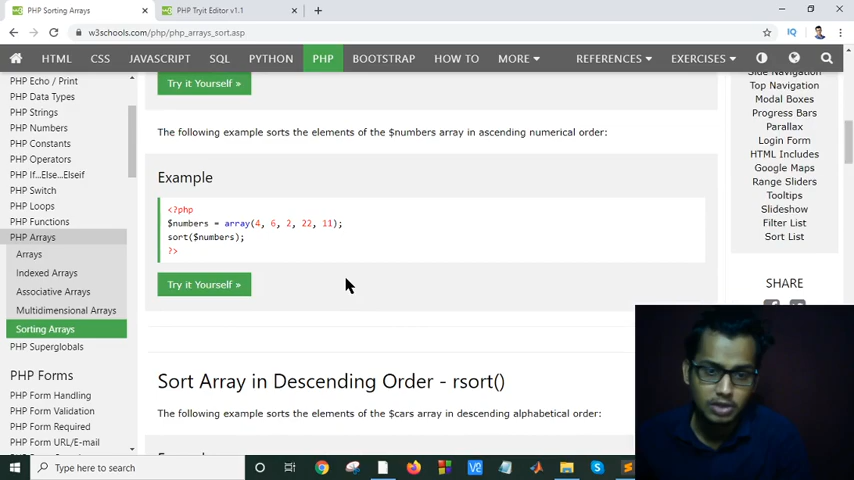 PHP Sorting Arrays
PHP Tryit Editor v1.1
w3schools.com/php/php_arrays_sort.asp
HTML CSS JAVASCRIPT SQL PYTHON PHP BOOTSTRAP HOW TO MORE REFERENCES EXERCISES
PHP Echo / Print
PHP Data Types
PHP Strings
PHP Numbers
PHP Constants
PHP Operators
PHP If...Else...Elseif
PHP Switch
PHP Loops
PHP Functions
PHP Arrays
Arrays
Indexed Arrays
Associative Arrays
Multidimensional Arrays
Sorting Arrays
PHP Superglobals
PHP Forms
PHP Form Handling
PHP Form Validation
PHP Form Required
PHP Form URL/E-mail
Try it Yourself »
The following example sorts the elements of the $numbers array in ascending numerical order:
Example
<?php
$numbers = array(4, 6, 2, 22, 11);
sort($numbers);
?>
Try it Yourself »
Sort Array in Descending Order - rsort()
The following example sorts the elements of the $cars array in descending alphabetical order:
Side Navigation
Top Navigation
Modal Boxes
Progress Bars
Parallax
Login Form
HTML Includes
Google Maps
Range Sliders
Tooltips
Slideshow
Filter List
Sort List
SHARE
Type here to search